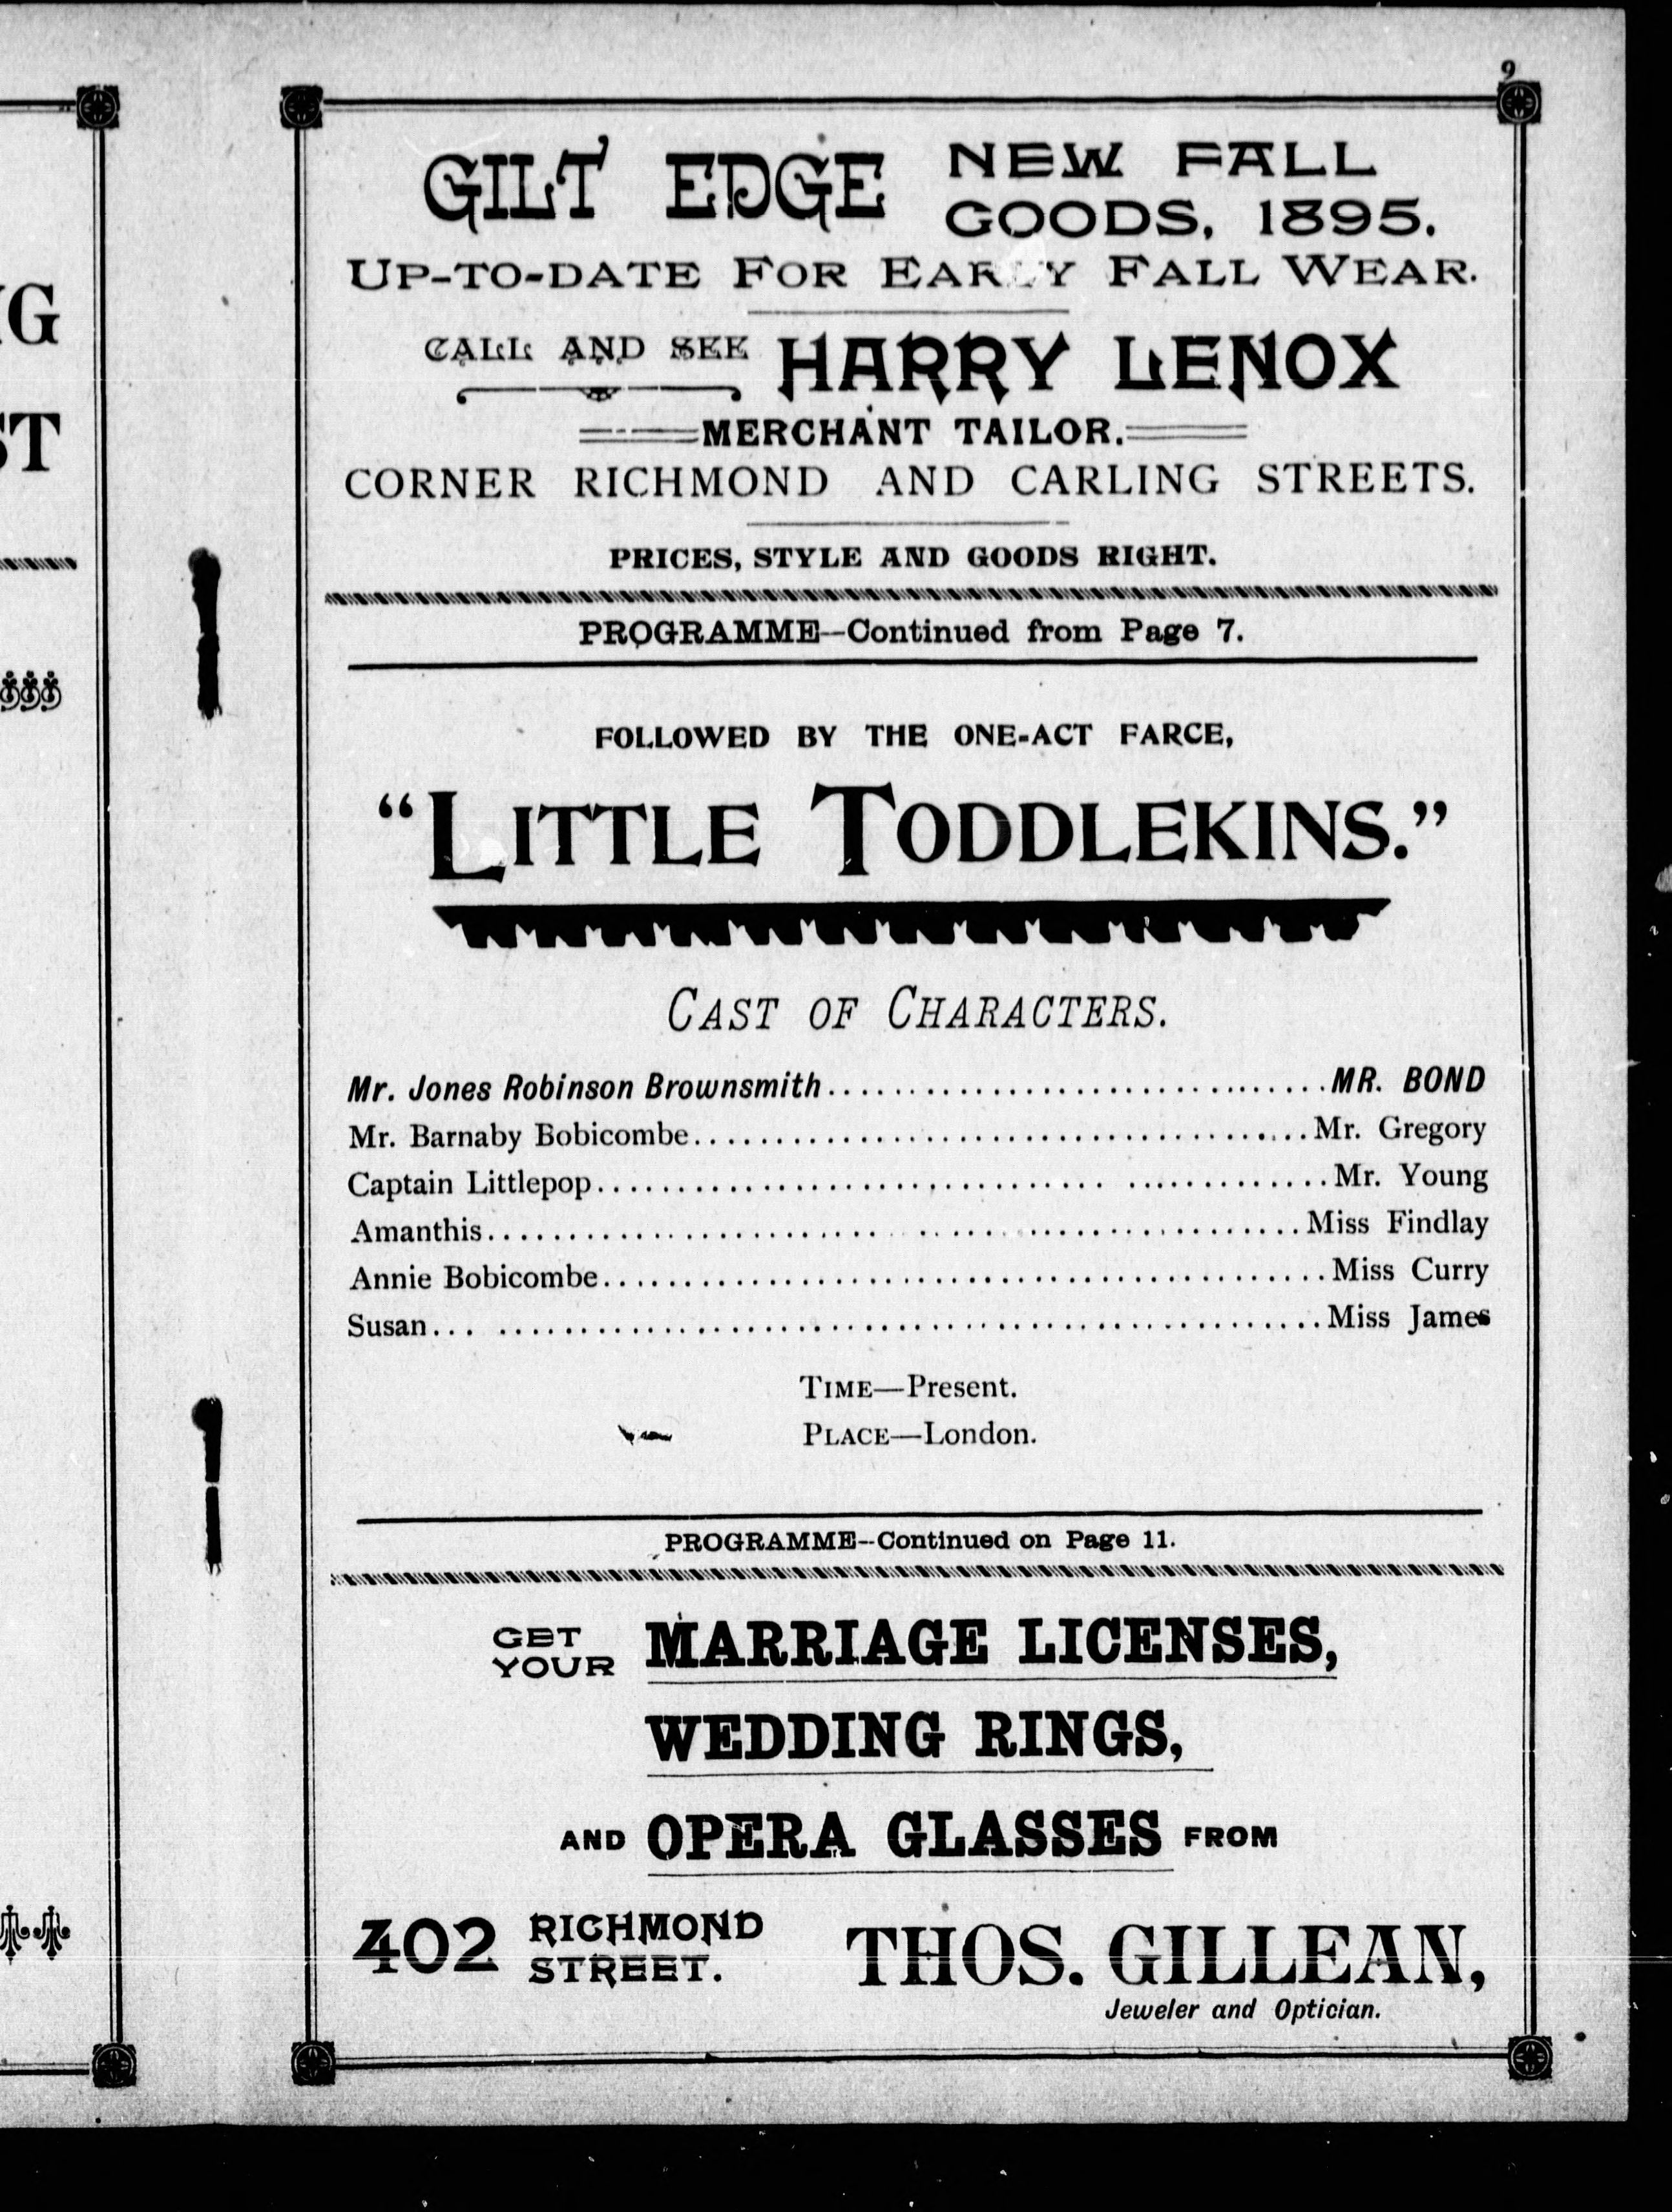 9
GILT EDGE NEW FALL
GOODS, 1895.
UP-TO-DATE FOR EARLY FALL WEAR.
CALL AND SEE HARRY LENOX
MERCHANT TAILOR.
CORNER RICHMOND AND CARLING STREETS.
PRICES, STYLE AND GOODS RIGHT.
PROGRAMME--Continued from Page 7.
FOLLOWED BY THE ONE-ACT FARCE,
“LITTLE TODDLEKINS.”
CAST OF CHARACTERS.
Mr. Jones Robinson Brownsmith..............................MR. BOND
Mr. Barnaby Bobicombe..............................Mr. Gregory
Captain Littlepop..............................Mr. Young
Amanthis..............................Miss Findlay
Annie Bobicombe..............................Miss Curry
Susan..............................Miss James
TIME—Present.
PLACE—London.
PROGRAMME--Continued on Page 11.
GET
YOUR MARRIAGE LICENSES,
WEDDING RINGS,
AND OPERA GLASSES FROM
402 RICHMOND
STREET. THOS. GILLEAN,
Jeweler and Optician.